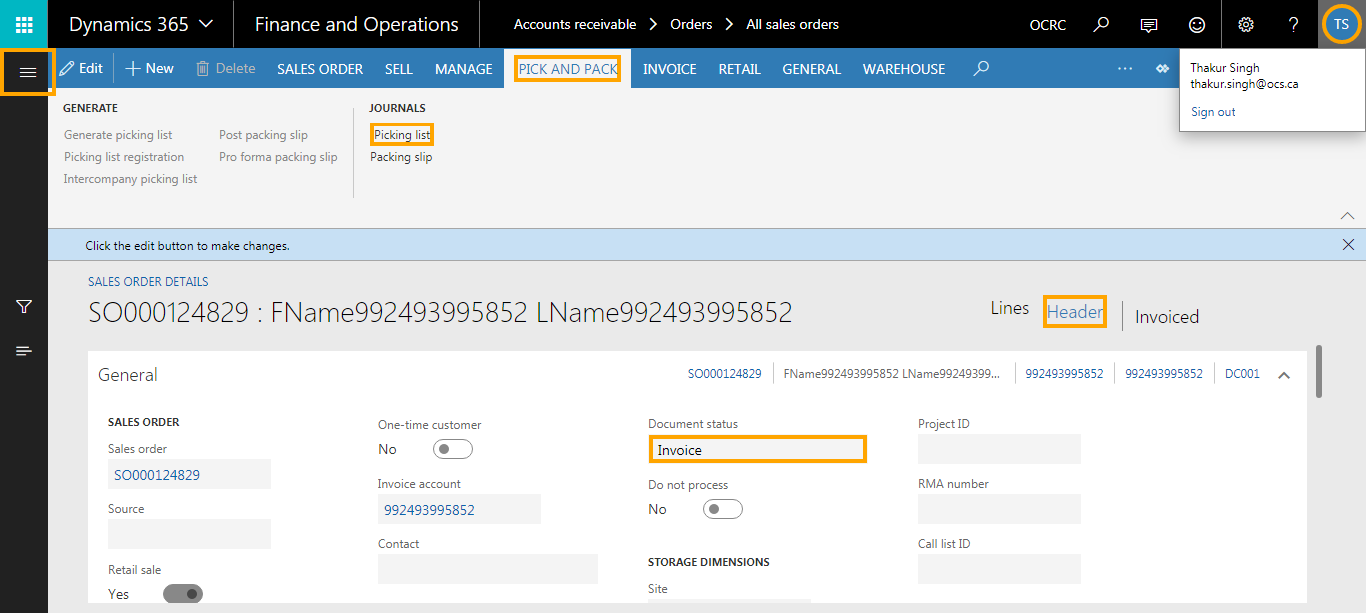 Dynamics 365 Finance and Operations Accounts receivable Orders All sales orders OCRC ? TS
Edit New Delete SALES ORDER SELL MANAGE PICK AND PACK INVOICE RETAIL GENERAL WAREHOUSE ...
Thakur Singh
thakur.singh@ocs.ca
Sign out
GENERATE
Generate picking list Post packing slip
Picking list registration Pro forma packing slip
Intercompany picking list
JOURNALS
Picking list
Packing slip
Click the edit button to make changes.
SALES ORDER DETAILS
SO000124829 : FName992493995852 LName992493995852 Lines Header Invoiced
General SO000124829 FName992493995852 LName99249399... 992493995852 992493995852 DC001
SALES ORDER
Sales order
SO000124829
Source
Retail sale
Yes
One-time customer
No
Invoice account
992493995852
Contact
Document status
Invoice
Do not process
No
STORAGE DIMENSIONS
Site
Project ID
RMA number
Call list ID